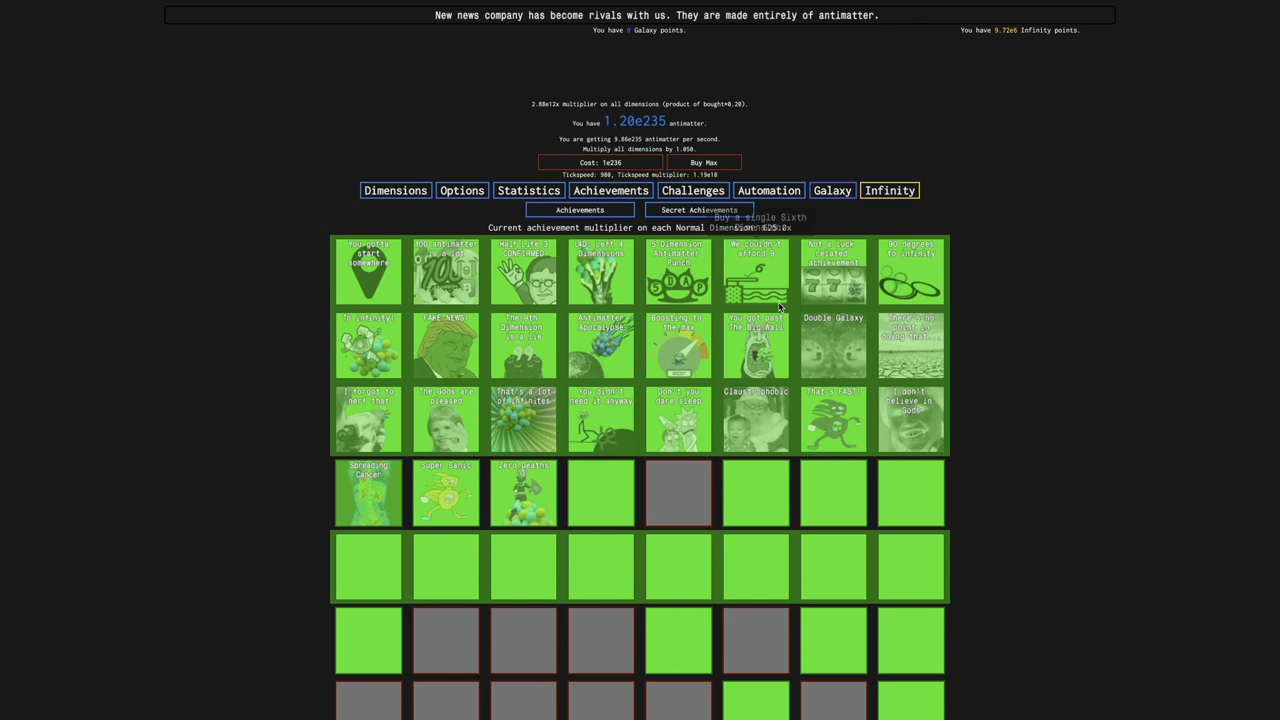 New news company has become rivals with us. They are made entirely of antimatter.
You have 0 Galaxy points.
You have 9.72e6 Infinity points.
2.88e12x multiplier on all dimensions (product of bought*0.20).
You have 1.20e235 antimatter.
You are getting 9.86e235 antimatter per second.
Multiply all dimensions by 1.050.
Cost: 1e236
Buy Max
Tickspeed: 980, Tickspeed multiplier: 1.19e18
Dimensions
Options
Statistics
Achievements
Challenges
Automation
Galaxy
Infinity
Achievements
Secret Achievements
Buy a single Sixth
Current achievement multiplier on each Normal Dimension: 625.0x
You gotta start somewhere
100 antimatter is a lot
Half Life 3 CONFIRMED
L4D: Left 4 Dimensions
5 Dimension Antimatter Punch
5 D A P
We couldn't afford 9
Not a luck related achievement
90 degrees to infinity
To infinity!
FAKE NEWS!
The 9th Dimension is a lie
Antimatter Apocalypse
Boosting to the max
BOOST
You got past The Big Wall
Double Galaxy
There's no point in doing that...
I forgot to nerf that
The Gods are pleased
That's a lot of infinites
You didn't need it anyway
Don't you dare sleep
Claustrophobic
That's FAST!
I don't believe in Gods
Spreading Cancer
Super Sanic
Zero Deaths